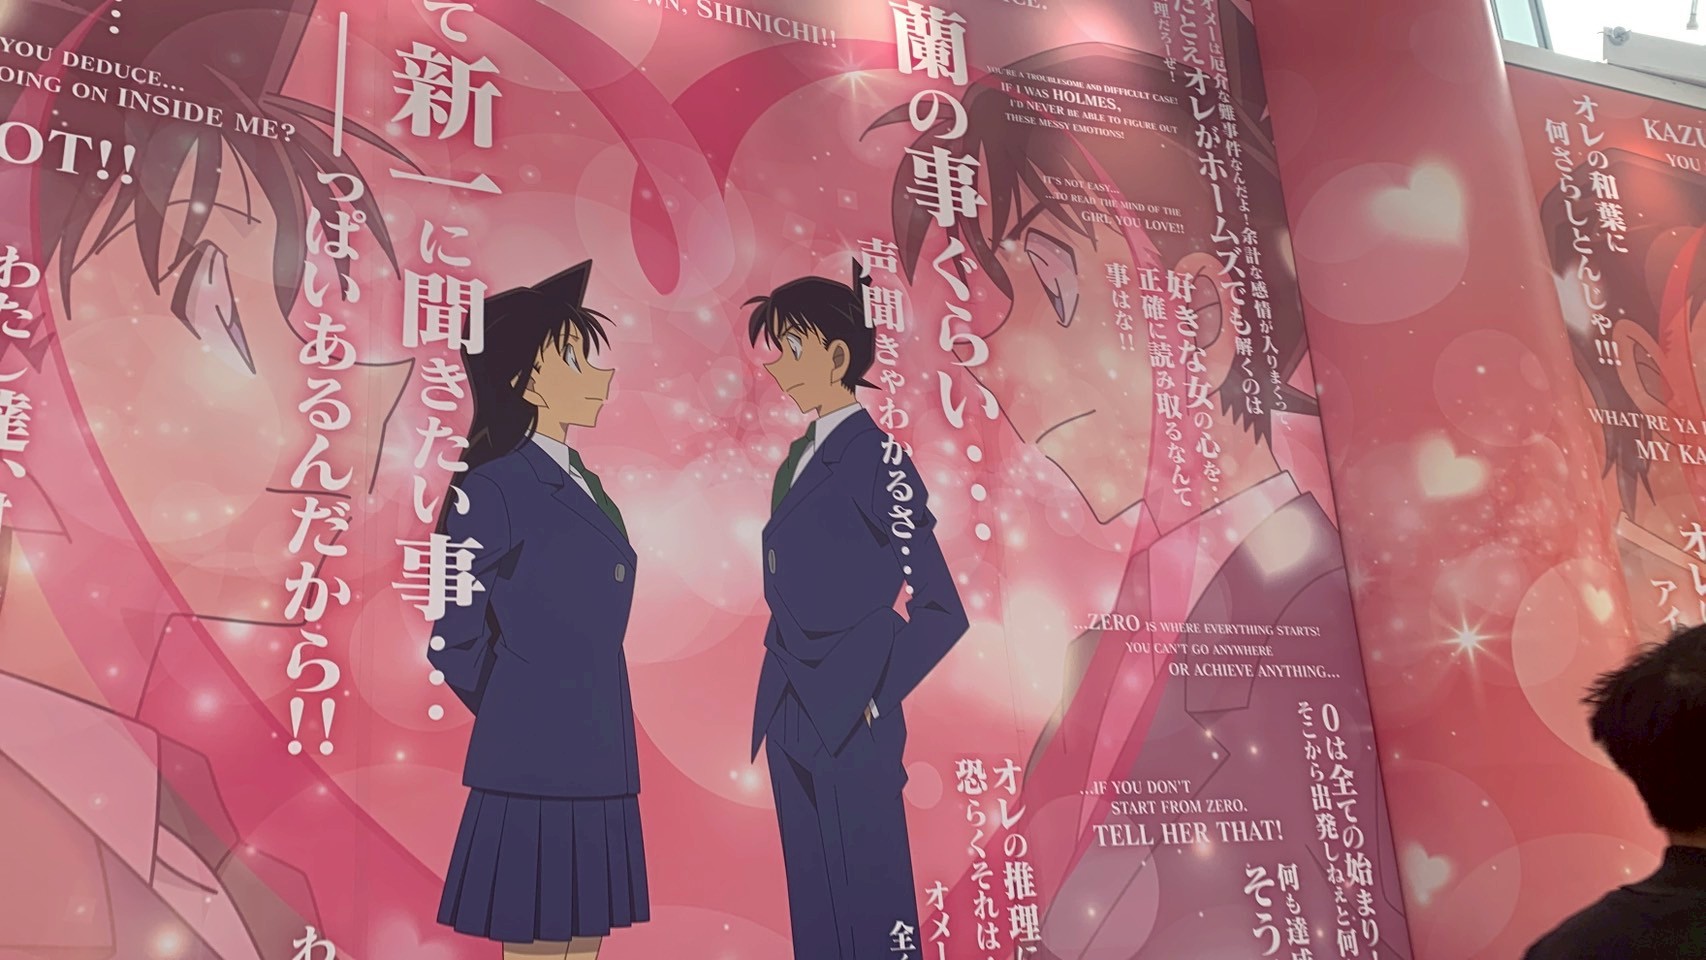 YOU DEDUCE...
GOING ON INSIDE ME?
NOT!!
SHINICHI!!
て新一に聞きたい事・・・
っぱいあるんだから!!
蘭の事ぐらい・・・
声聞きゃわかるさ・・・
YOU'RE A TROUBLESOME AND DIFFICULT CASE!
IF I WAS HOLMES,
I'D NEVER BE ABLE TO FIGURE OUT
THESE MESSY EMOTIONS!
オメーは厄介な難事件なんだよ!余計な感情が入りまくって、
たとえオレがホームズでも解くのは
理だろーぜ!
IT'S NOT EASY...
...TO READ THE MIND OF THE
GIRL YOU LOVE!!
好きな女の心を・・
正確に読み取るなんて
事はな!!
...ZERO IS WHERE EVERYTHING STARTS!
YOU CAN'T GO ANYWHERE
OR ACHIEVE ANYTHING...
...IF YOU DON'T
START FROM ZERO.
TELL HER THAT!
0は全ての始まり!
そこから出発しねぇと何
何も達成
そう
オレの推理に
恐らくそれは
オメー
全
わ
オレの和葉に
何さらしとんじゃ!!!
WHAT'RE YA
MY KA
YOU
オレ
アイ